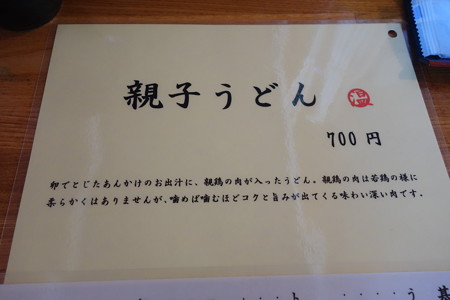 親子うどん
温
700円
卵でとじたあんかけのお出汁に、親鶏の肉が入ったうどん。親鶏の肉は若鶏の様に
柔らかくはありませんが、噛めば噛むほどコクと旨みが出てくる味わい深い肉です。